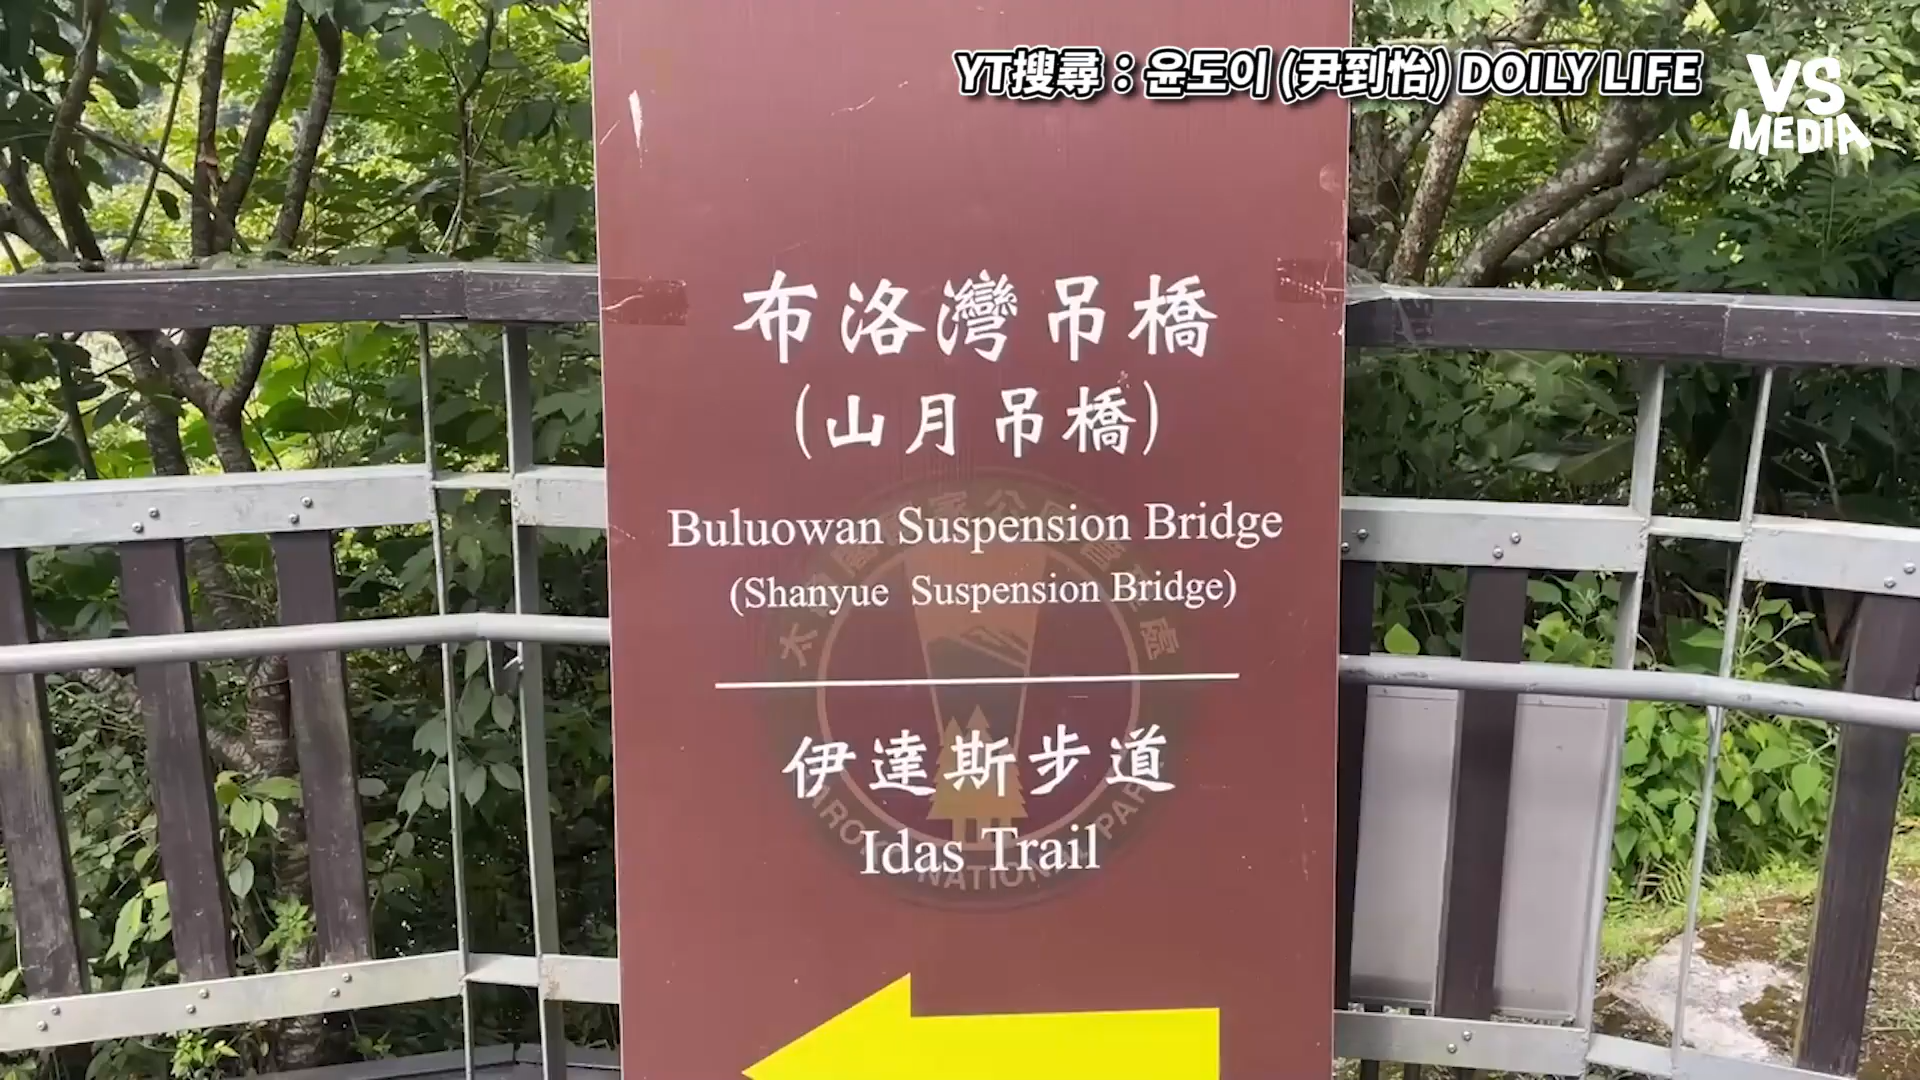 YT搜尋：윤도이 (尹到怡) DOILY LIFE
VS
MEDIA
布洛灣吊橋
(山月吊橋)
Buluowan Suspension Bridge
(Shanyue Suspension Bridge)
伊達斯步道
Idas Trail